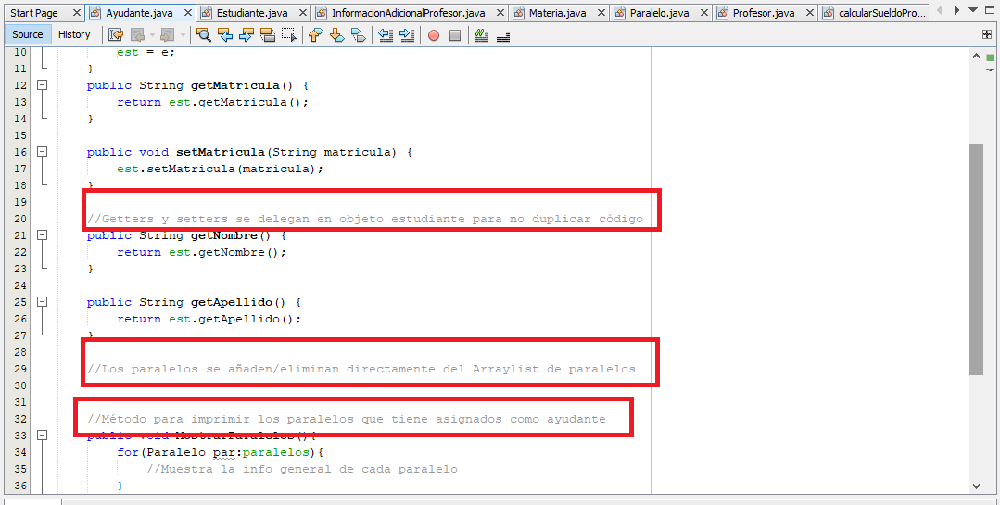 Start Page
Ayudante.java
Estudiante.java
InformacionAdicionalProfesor.java
Materia.java
Paralelo.java
Profesor.java
calcularSueldoPro...
Source
History
10 est = e;
11 }
12 public String getMatricula() {
13 return est.getMatricula();
14 }
15
16 public void setMatricula(String matricula) {
17 est.setMatricula(matricula);
18 }
19
20 //Getters y setters se delegan en objeto estudiante para no duplicar código
21 public String getNombre() {
22 return est.getNombre();
23 }
24
25 public String getApellido() {
26 return est.getApellido();
27 }
28
29 //Los paralelos se añaden/eliminan directamente del Arraylist de paralelos
30
31
32 //Método para imprimir los paralelos que tiene asignados como ayudante
33 public void MostrarParalelos(){
34 for(Paralelo par:paralelos){
35 //Muestra la info general de cada paralelo
36 }